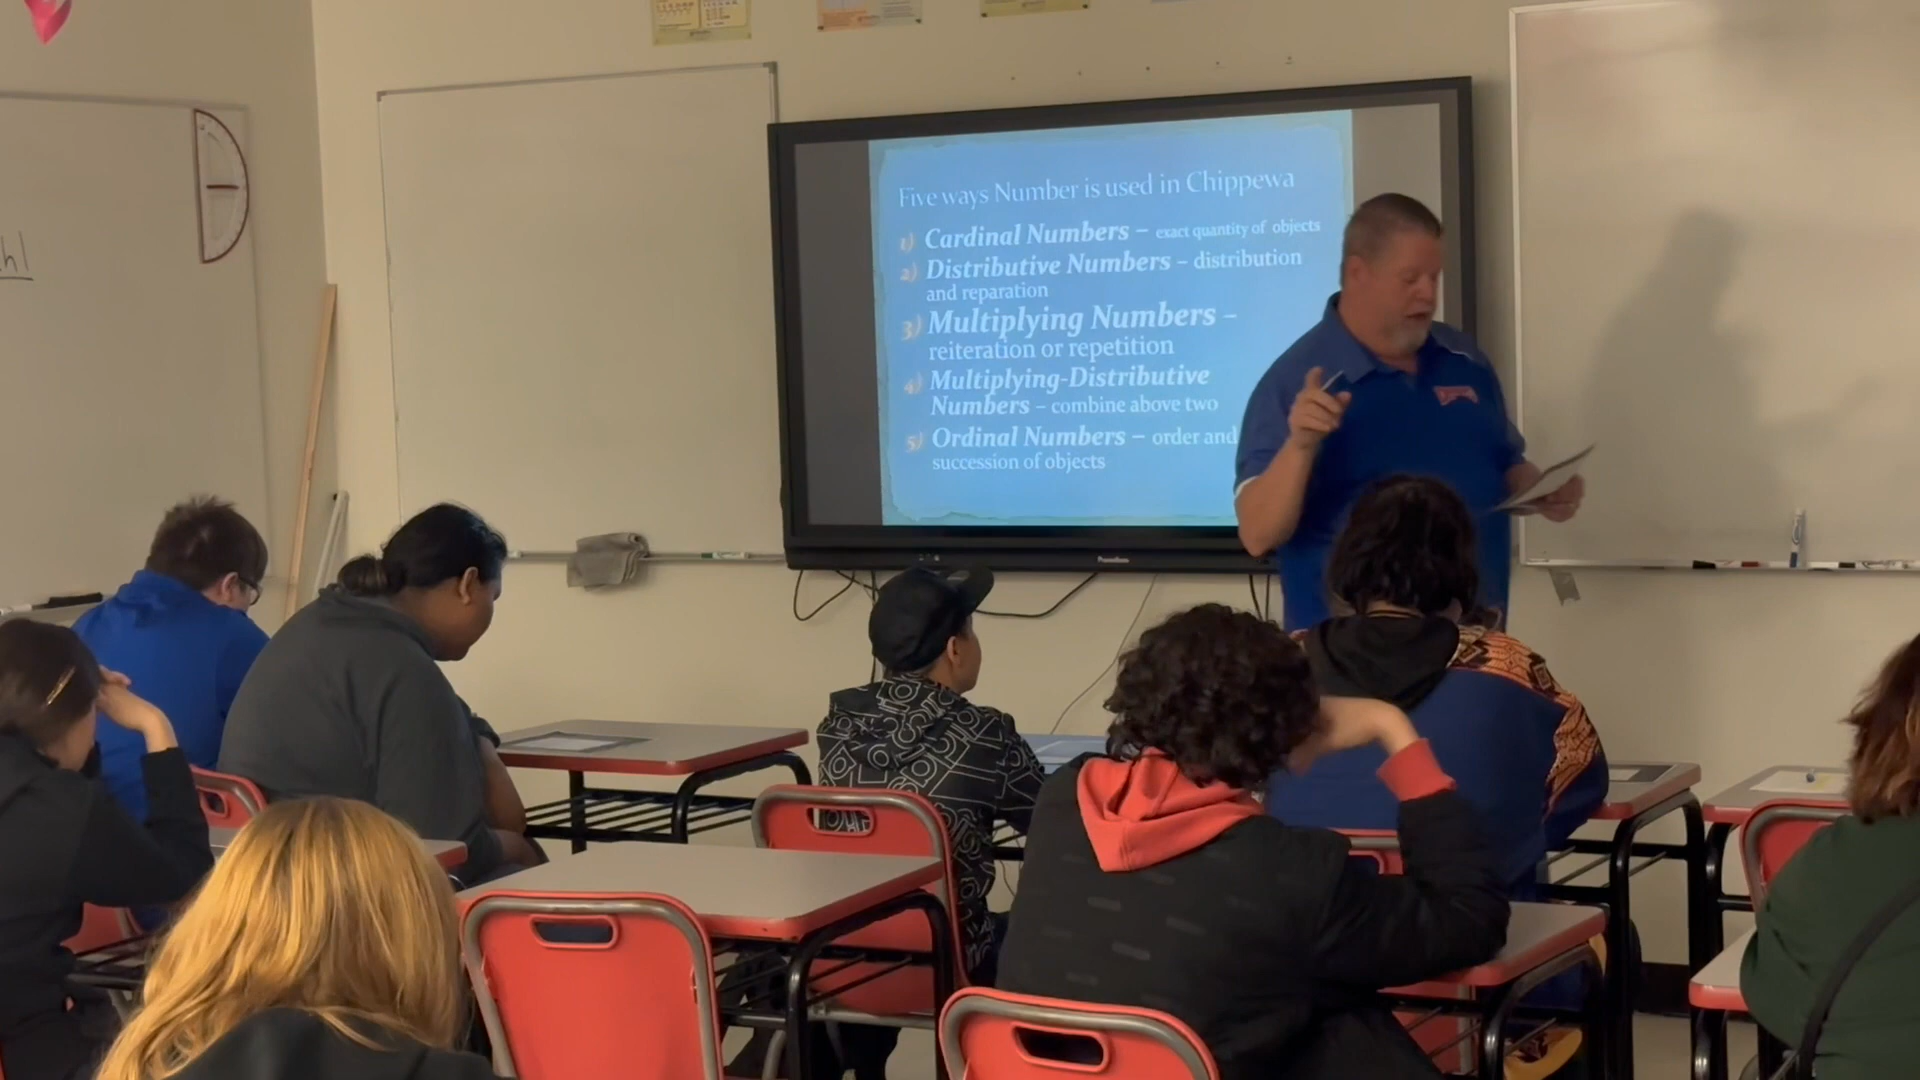 Five ways Number is used in Chippewa
1) Cardinal Numbers – exact quantity of objects
2) Distributive Numbers – distribution
and reparation
3) Multiplying Numbers –
reiteration or repetition
4) Multiplying-Distributive
Numbers – combine above two
5) Ordinal Numbers – order and
succession of objects